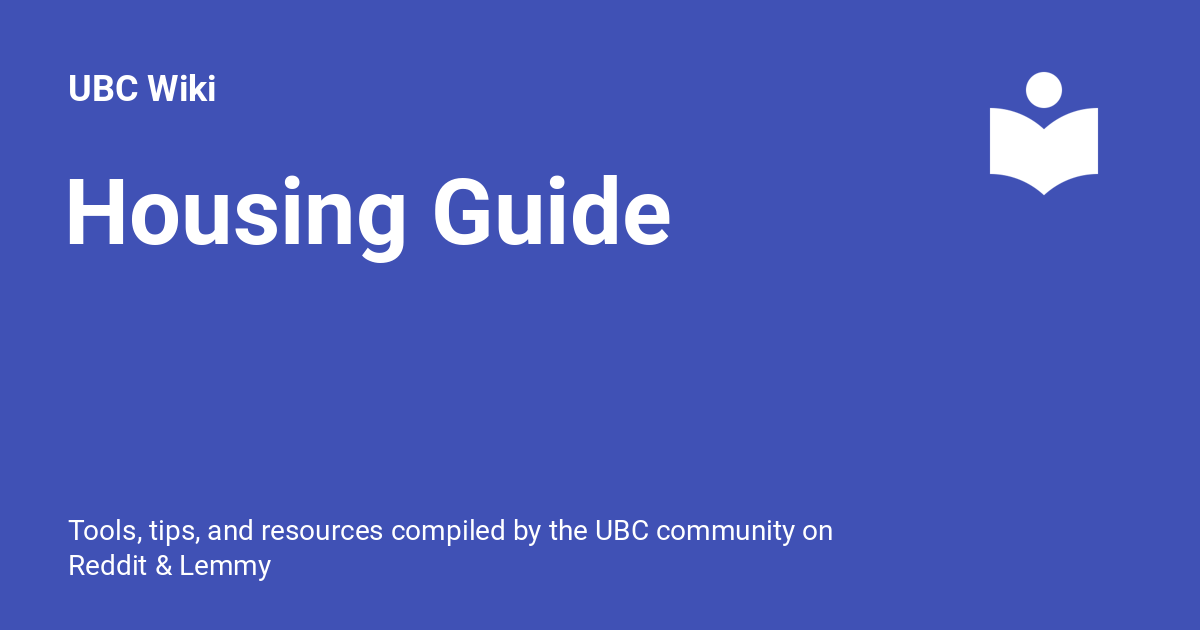 UBC Wiki
Housing Guide
Tools, tips, and resources compiled by the UBC community on
Reddit & Lemmy